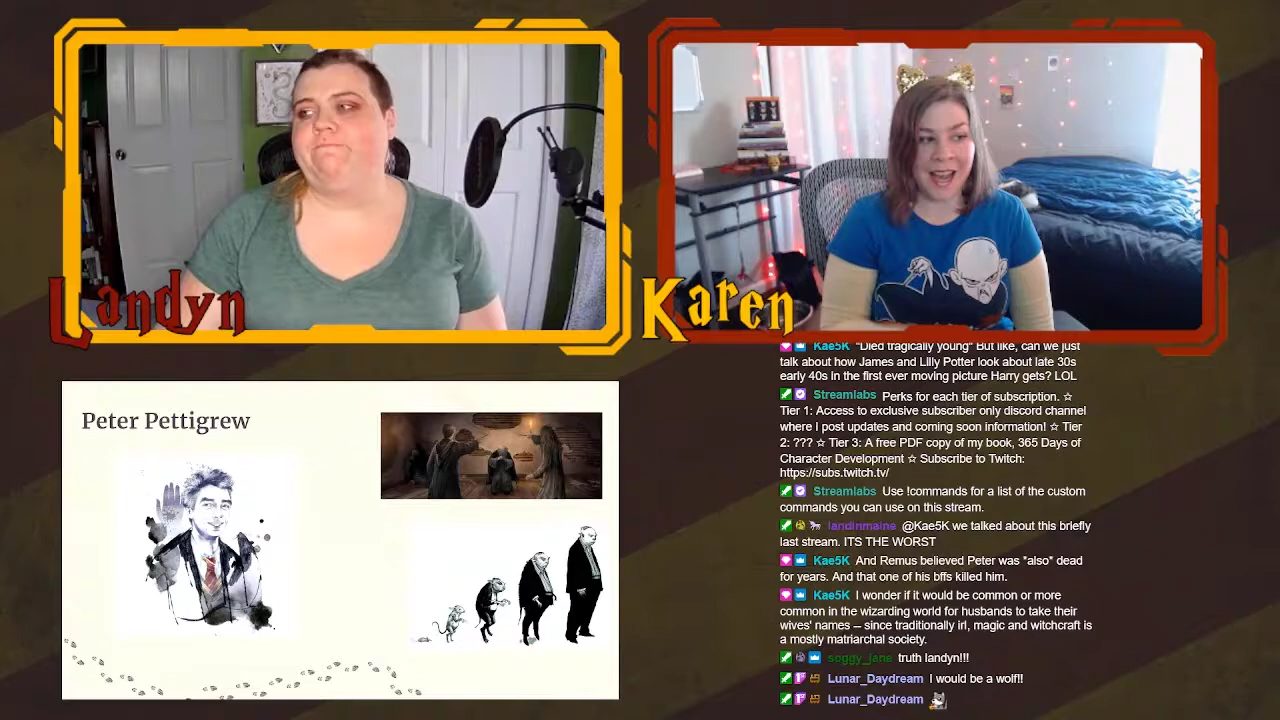 Landyn
Karen
Peter Pettigrew
Kae5K "Died tragically young" But like, can we just
talk about how James and Lilly Potter look about late 30s
early 40s in the first ever moving picture Harry gets? LOL
Streamlabs Perks for each tier of subscription. ☆
Tier 1: Access to exclusive subscriber only discord channel
where I post updates and coming soon information! ☆ Tier
2: ??? ☆ Tier 3: A free PDF copy of my book, 365 Days of
Character Development ☆ Subscribe to Twitch:
https://subs.twitch.tv/
Streamlabs Use !commands for a list of the custom
commands you can use on this stream.
landinmaine @Kae5K we talked about this briefly
last stream. ITS THE WORST
Kae5K And Remus believed Peter was *also* dead
for years. And that one of his bffs killed him.
Kae5K I wonder if it would be common or more
common in the wizarding world for husbands to take their
wives' names – since traditionally irl, magic and witchcraft is
a mostly matriarchal society.
soggy_jane truth landyn!!!
Lunar_Daydream I would be a wolf!!
Lunar_Daydream